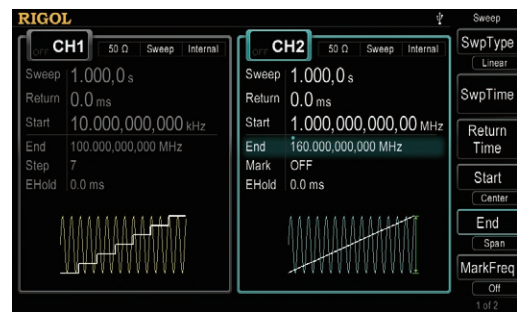 RIGOL
Sweep
OFF CH1 50 Ω Sweep Internal
Sweep 1.000,0 s
Return 0.0 ms
Start 10.000,000,000 kHz
End 100.000,000,000 MHz
Step 7
EHold 0.0 ms
OFF CH2 50 Ω Sweep Internal
Sweep 1.000,0 s
Return 0.0 ms
Start 1.000,000,000,00 MHz
End 160.000,000,000 MHz
Mark OFF
EHold 0.0 ms
SwpType
Linear
SwpTime
Return
Time
Start
Center
End
Span
MarkFreq
Off
1 of 2